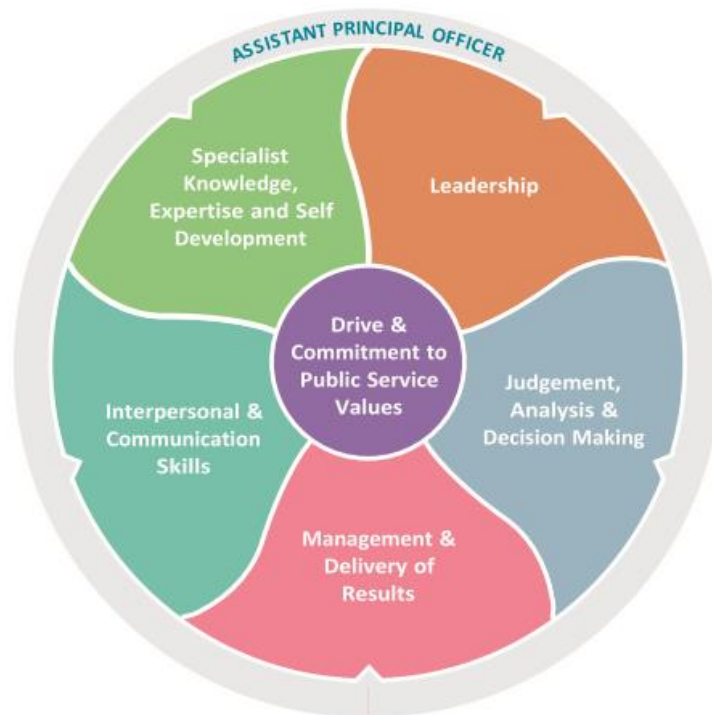 ASSISTANT PRINCIPAL OFFICER
Specialist
Knowledge,
Expertise and Self
Development
Leadership
Drive &
Commitment to
Public Service
Values
Judgement,
Analysis &
Decision Making
Interpersonal &
Communication
Skills
Management &
Delivery of
Results